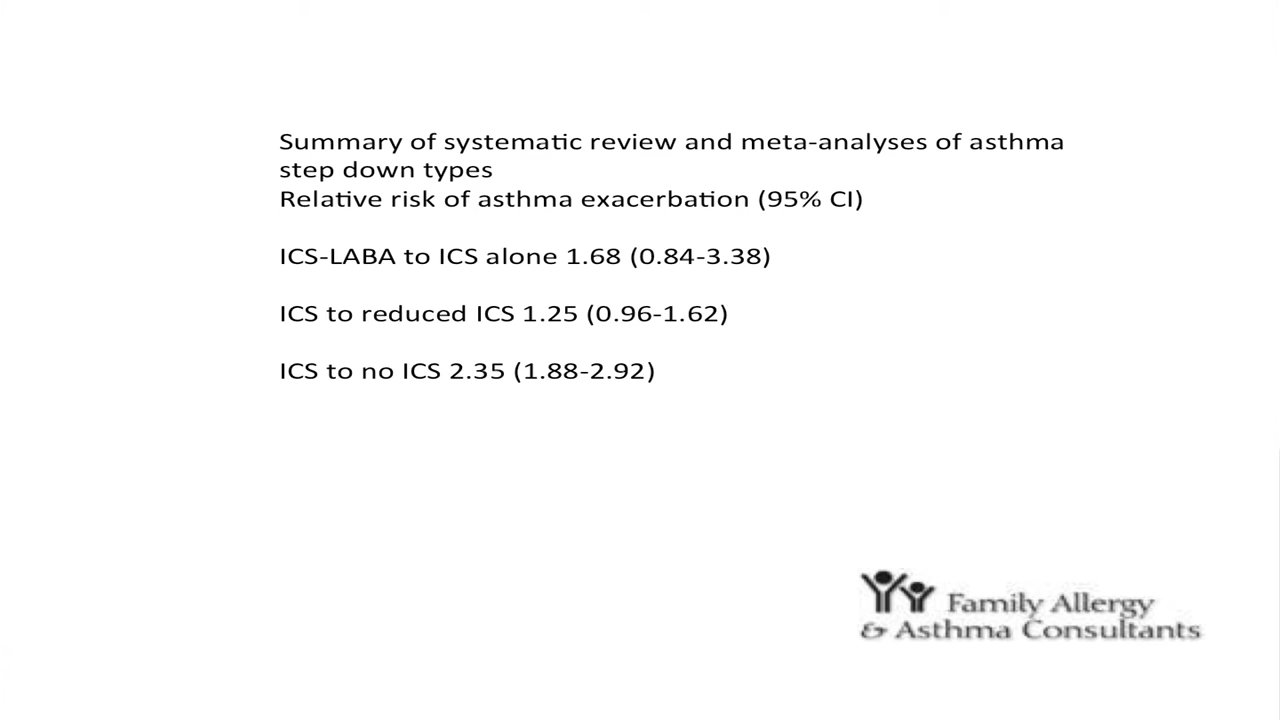 Summary of systematic review and meta-analyses of asthma
step down types
Relative risk of asthma exacerbation (95% CI)
ICS-LABA to ICS alone 1.68 (0.84-3.38)
ICS to reduced ICS 1.25 (0.96-1.62)
ICS to no ICS 2.35 (1.88-2.92)
Family Allergy
& Asthma Consultants